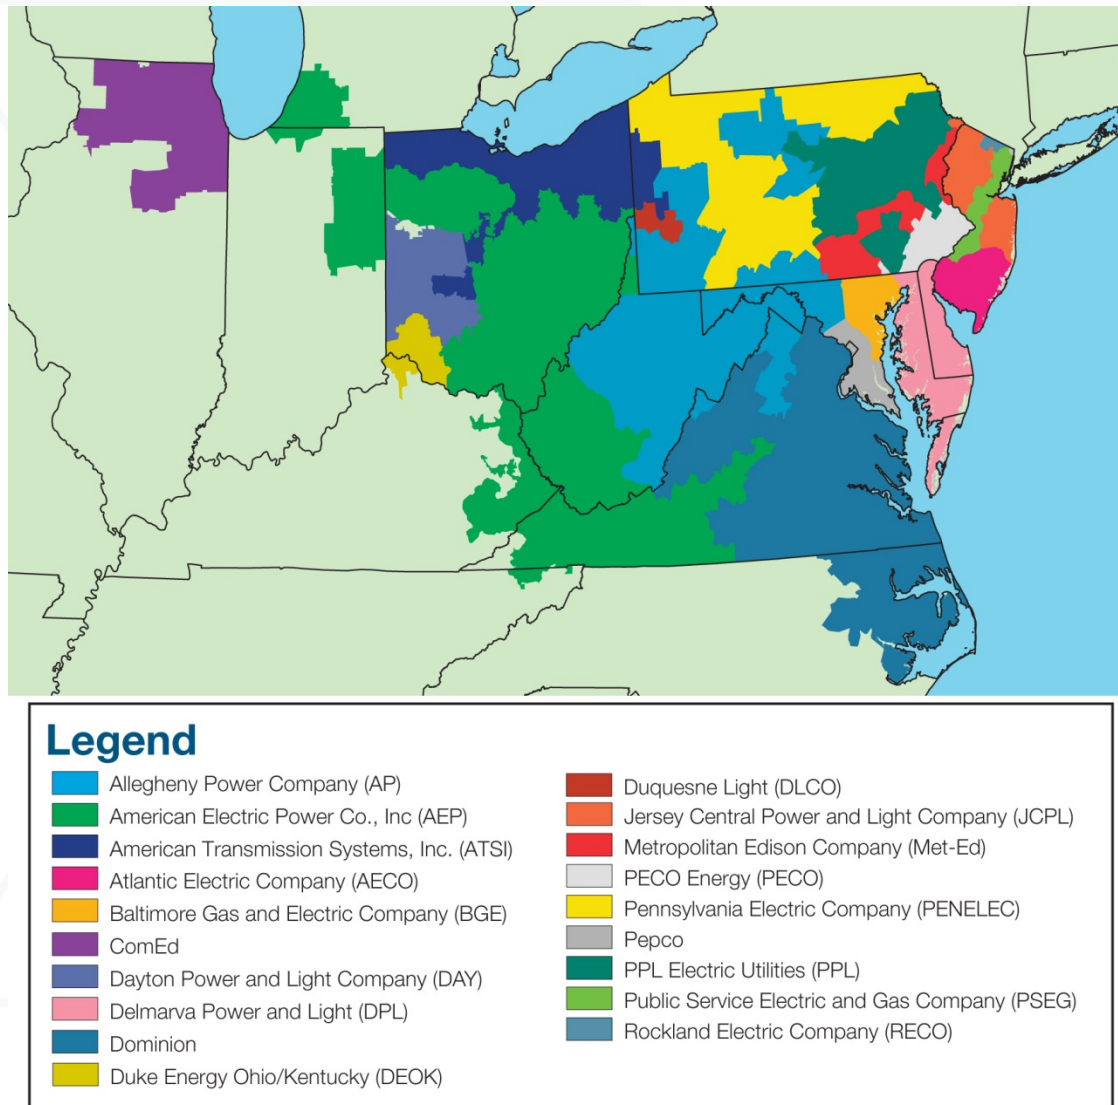 Legend
Allegheny Power Company (AP)
American Electric Power Co., Inc (AEP)
American Transmission Systems, Inc. (ATSI)
Atlantic Electric Company (AECO)
Baltimore Gas and Electric Company (BGE)
ComEd
Dayton Power and Light Company (DAY)
Delmarva Power and Light (DPL)
Dominion
Duke Energy Ohio/Kentucky (DEOK)
Duquesne Light (DLCO)
Jersey Central Power and Light Company (JCPL)
Metropolitan Edison Company (Met-Ed)
PECO Energy (PECO)
Pennsylvania Electric Company (PENELEC)
Pepco
PPL Electric Utilities (PPL)
Public Service Electric and Gas Company (PSEG)
Rockland Electric Company (RECO)